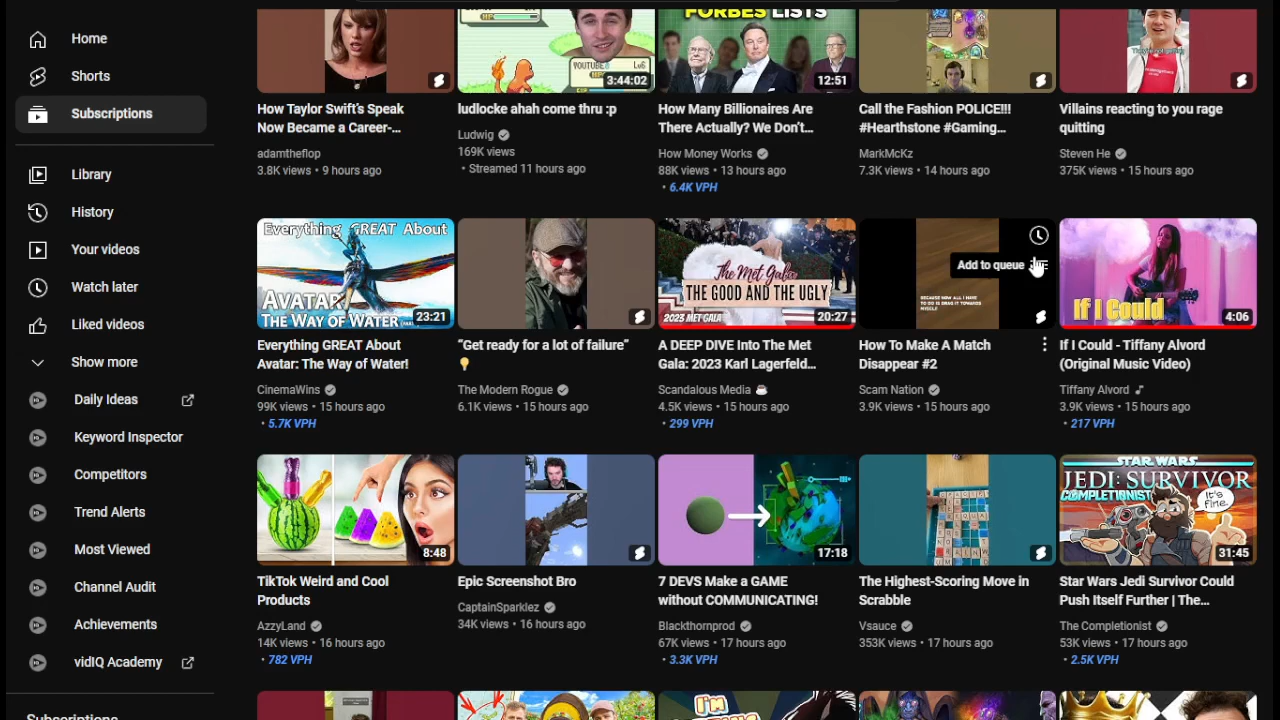 Home
Shorts
Subscriptions
Library
History
Your videos
Watch later
Liked videos
Show more
Daily Ideas
Keyword Inspector
Competitors
Trend Alerts
Most Viewed
Channel Audit
Achievements
vidIQ Academy
Subscriptions
How Taylor Swift's Speak
Now Became a Career-...
adamtheflop
3.8K views • 9 hours ago
YOUTUBE Lv6
3:44:02
ludlocke ahah come thru :p
Ludwig
169K views
• Streamed 11 hours ago
FORBES LISTS
12:51
How Many Billionaires Are
There Actually? We Don't...
How Money Works
88K views • 13 hours ago
• 6.4K VPH
Call the Fashion POLICE!!!
#Hearthstone #Gaming...
MarkMcKz
7.3K views • 14 hours ago
Villains reacting to you rage
quitting
Steven He
375K views • 15 hours ago
Everything GREAT About
AVATAR
THE WAY OF WATER
23:21
Everything GREAT About
Avatar: The Way of Water!
CinemaWins
99K views • 15 hours ago
• 5.7K VPH
“Get ready for a lot of failure”
The Modern Rogue
6.1K views • 15 hours ago
The Met Gala
THE GOOD AND THE UGLY
2023 MET GALA
20:27
A DEEP DIVE Into The Met
Gala: 2023 Karl Lagerfeld...
Scandalous Media
4.5K views • 15 hours ago
• 299 VPH
Add to queue
BECAUSE NOW ALL I HAVE
TO DO IS DRAG IT TOWARDS
MYSELF
How To Make A Match
Disappear #2
Scam Nation
3.9K views • 15 hours ago
If I Could
4:06
If I Could - Tiffany Alvord
(Original Music Video)
Tiffany Alvord
3.9K views • 15 hours ago
• 217 VPH
8:48
TikTok Weird and Cool
Products
AzzyLand
14K views • 16 hours ago
• 782 VPH
Epic Screenshot Bro
CaptainSparklez
34K views • 16 hours ago
17:18
7 DEVS Make a GAME
without COMMUNICATING!
Blackthornprod
67K views • 17 hours ago
• 3.3K VPH
The Highest-Scoring Move in
Scrabble
Vsauce
353K views • 17 hours ago
STAR WARS
JEDI: SURVIVOR
COMPLETIONIST
It's
Fine.
31:45
Star Wars Jedi Survivor Could
Push Itself Further | The...
The Completionist
53K views • 17 hours ago
• 2.5K VPH
I'M